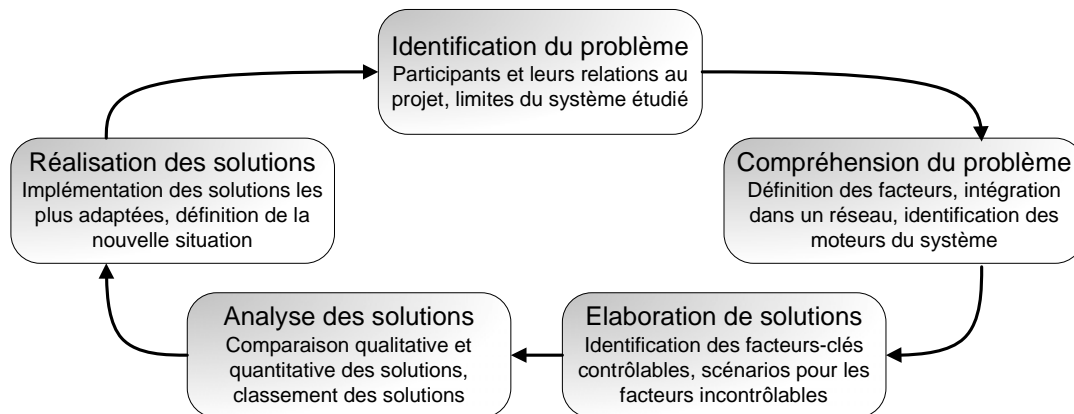 Identification du problème
Participants et leurs relations au
projet, limites du système étudié
Compréhension du problème
Définition des facteurs, intégration
dans un réseau, identification des
moteurs du système
Elaboration de solutions
Identification des facteurs-clés
contrôlables, scénarios pour les
facteurs incontrôlables
Analyse des solutions
Comparaison qualitative et
quantitative des solutions,
classement des solutions
Réalisation des solutions
Implémentation des solutions les
plus adaptées, définition de la
nouvelle situation